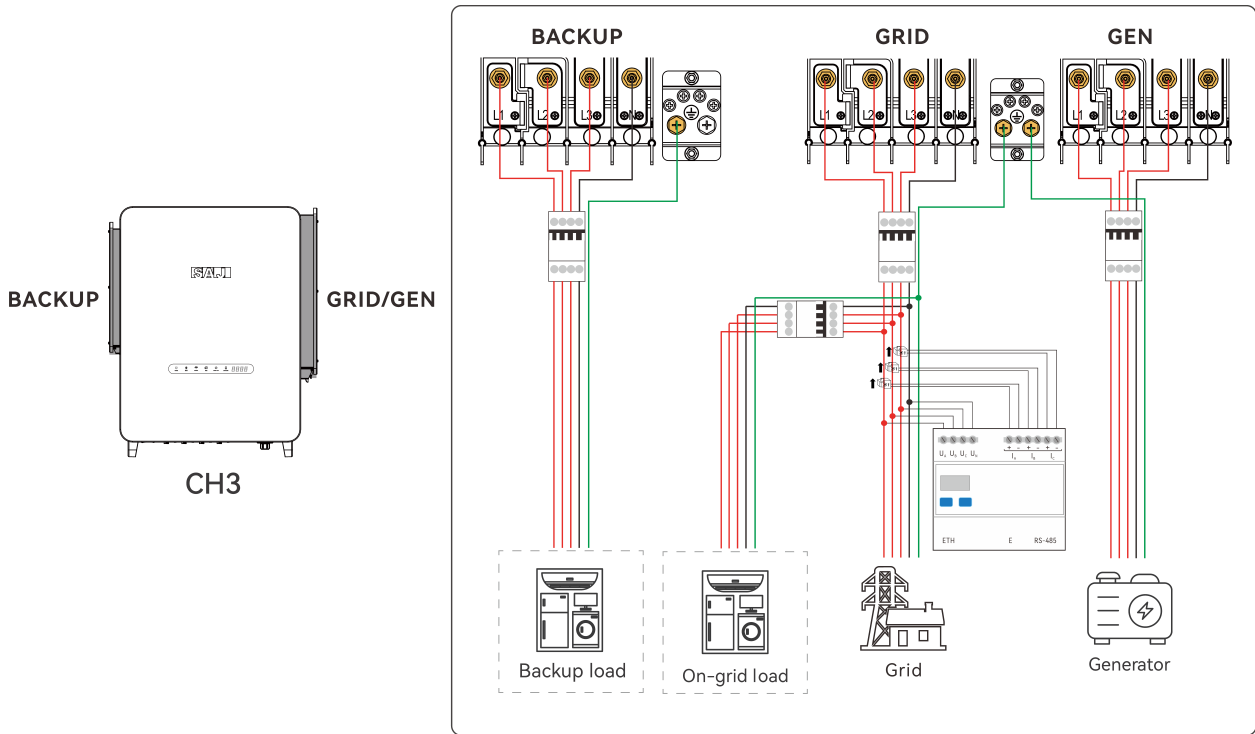 BACKUP
GRID
GEN
L1 L2 L3 N
L1 L2 L3 N
L1 L2 L3 N
SAJ
BACKUP
GRID/GEN
CH3
+ - + - + -
ETH
E
RS-485
Backup load
On-grid load
Grid
Generator